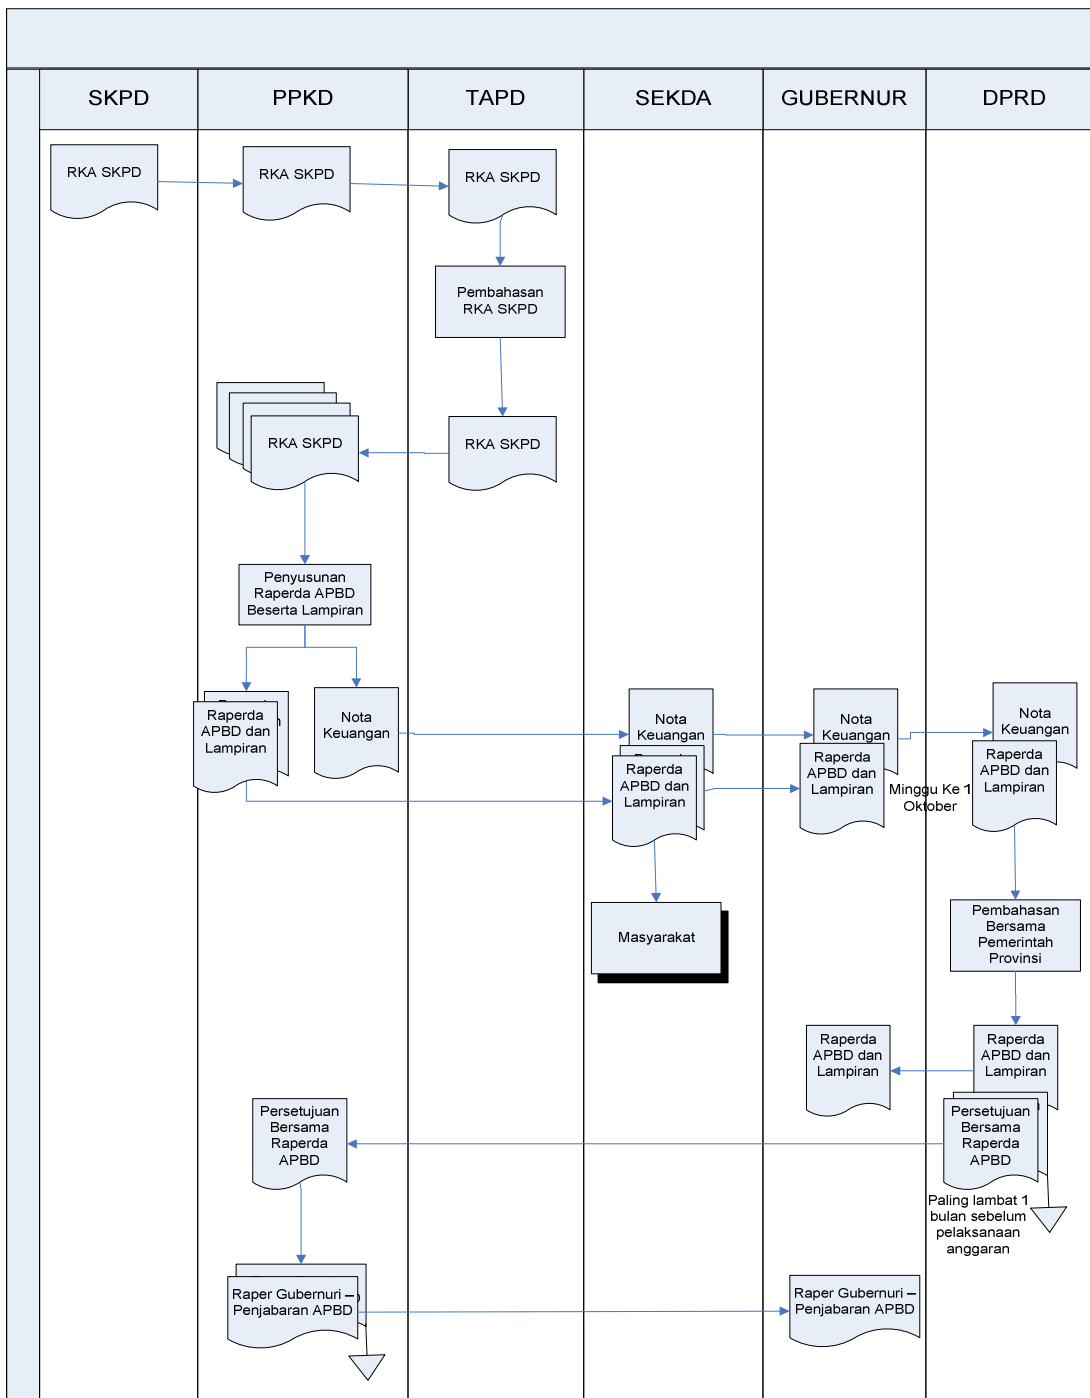 SKPD
PPKD
TAPD
SEKDA
GUBERNUR
DPRD
RKA SKPD
RKA SKPD
RKA SKPD
Pembahasan
RKA SKPD
RKA SKPD
RKA SKPD
Penyusunan
Raperda APBD
Beserta Lampiran
Raperda
APBD dan
Lampiran
Nota
Keuangan
Nota
Keuangan
Raperda
APBD dan
Lampiran
Nota
Keuangan
Raperda
APBD dan
Lampiran
Minggu Ke 1
Oktober
Nota
Keuangan
Raperda
APBD dan
Lampiran
Masyarakat
Pembahasan
Bersama
Pemerintah
Provinsi
Raperda
APBD dan
Lampiran
Raperda
APBD dan
Lampiran
Persetujuan
Bersama
Raperda
APBD
Persetujuan
Bersama
Raperda
APBD
Paling lambat 1
bulan sebelum
pelaksanaan
anggaran
Raper Gubernuri –
Penjabaran APBD
Raper Gubernuri –
Penjabaran APBD